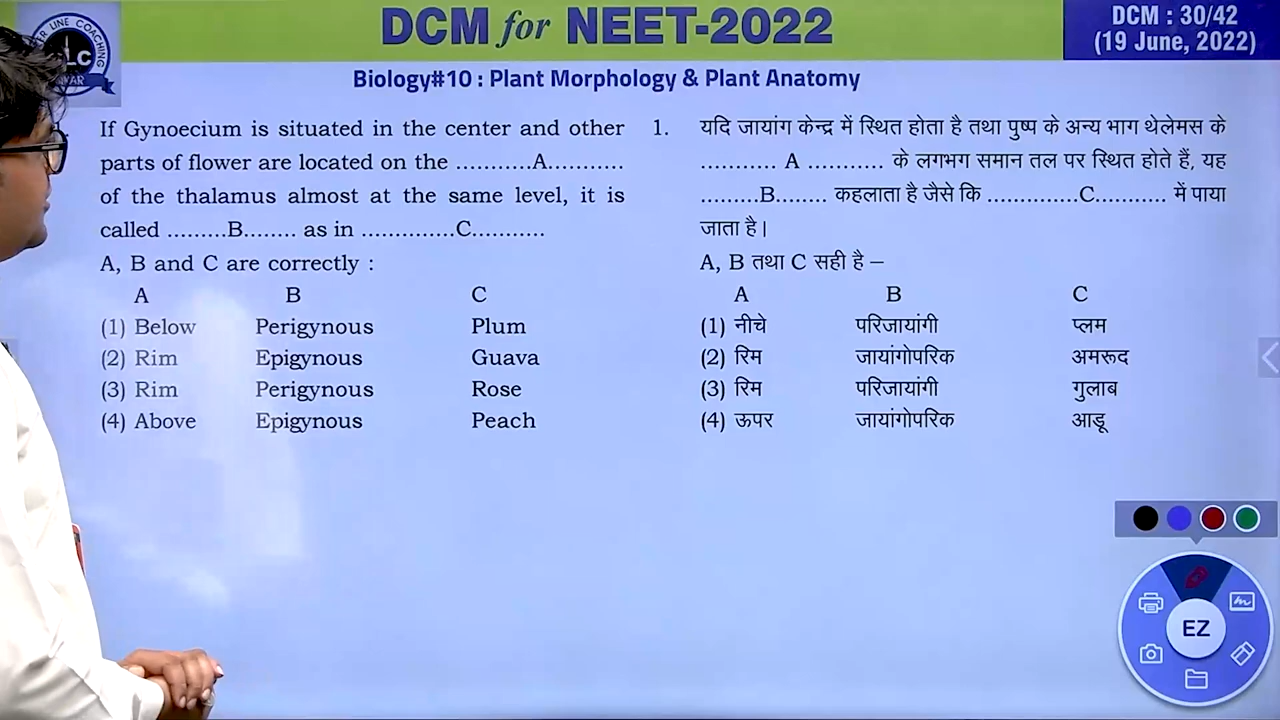 DCM for NEET-2022
DCM : 30/42
(19 June, 2022)
LINE COACHING
LC
Biology#10 : Plant Morphology & Plant Anatomy
If Gynoecium is situated in the center and other
parts of flower are located on the ...........A...........
of the thalamus almost at the same level, it is
called .........B........ as in ..............C...........
A, B and C are correctly :
A B C
(1) Below Perigynous Plum
(2) Rim Epigynous Guava
(3) Rim Perigynous Rose
(4) Above Epigynous Peach
1. यदि जायांग केन्द्र में स्थित होता है तथा पुष्प के अन्य भाग थेलेमस के
........... A ........... के लगभग समान तल पर स्थित होते हैं, यह
.........B........ कहलाता है जैसे कि ..............C........... में पाया
जाता है।
A, B तथा C सही है –
A B C
(1) नीचे परिजायांगी प्लम
(2) रिम जायांगोपरिक अमरूद
(3) रिम परिजायांगी गुलाब
(4) ऊपर जायांगोपरिक आडू
EZ